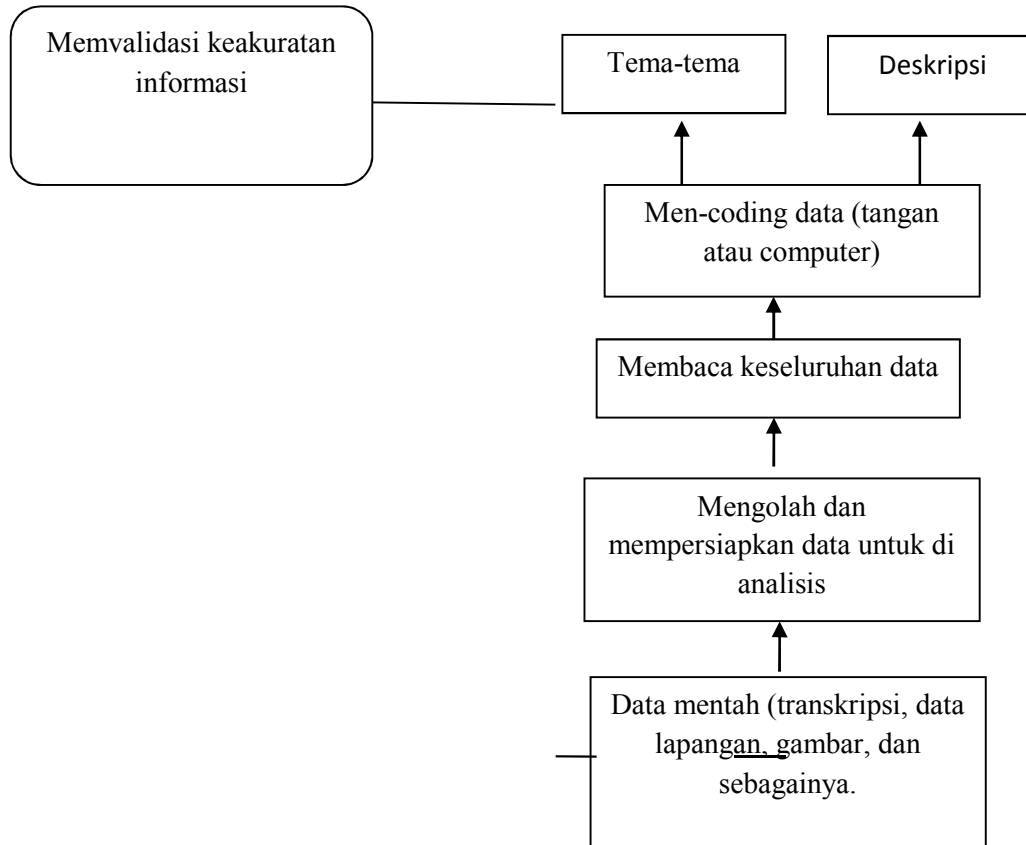 Memvalidasi keakuratan
informasi
Tema-tema
Deskripsi
Men-coding data (tangan
atau computer)
Membaca keseluruhan data
Mengolah dan
mempersiapkan data untuk di
analisis
Data mentah (transkripsi, data
lapangan, gambar, dan
sebagainya.